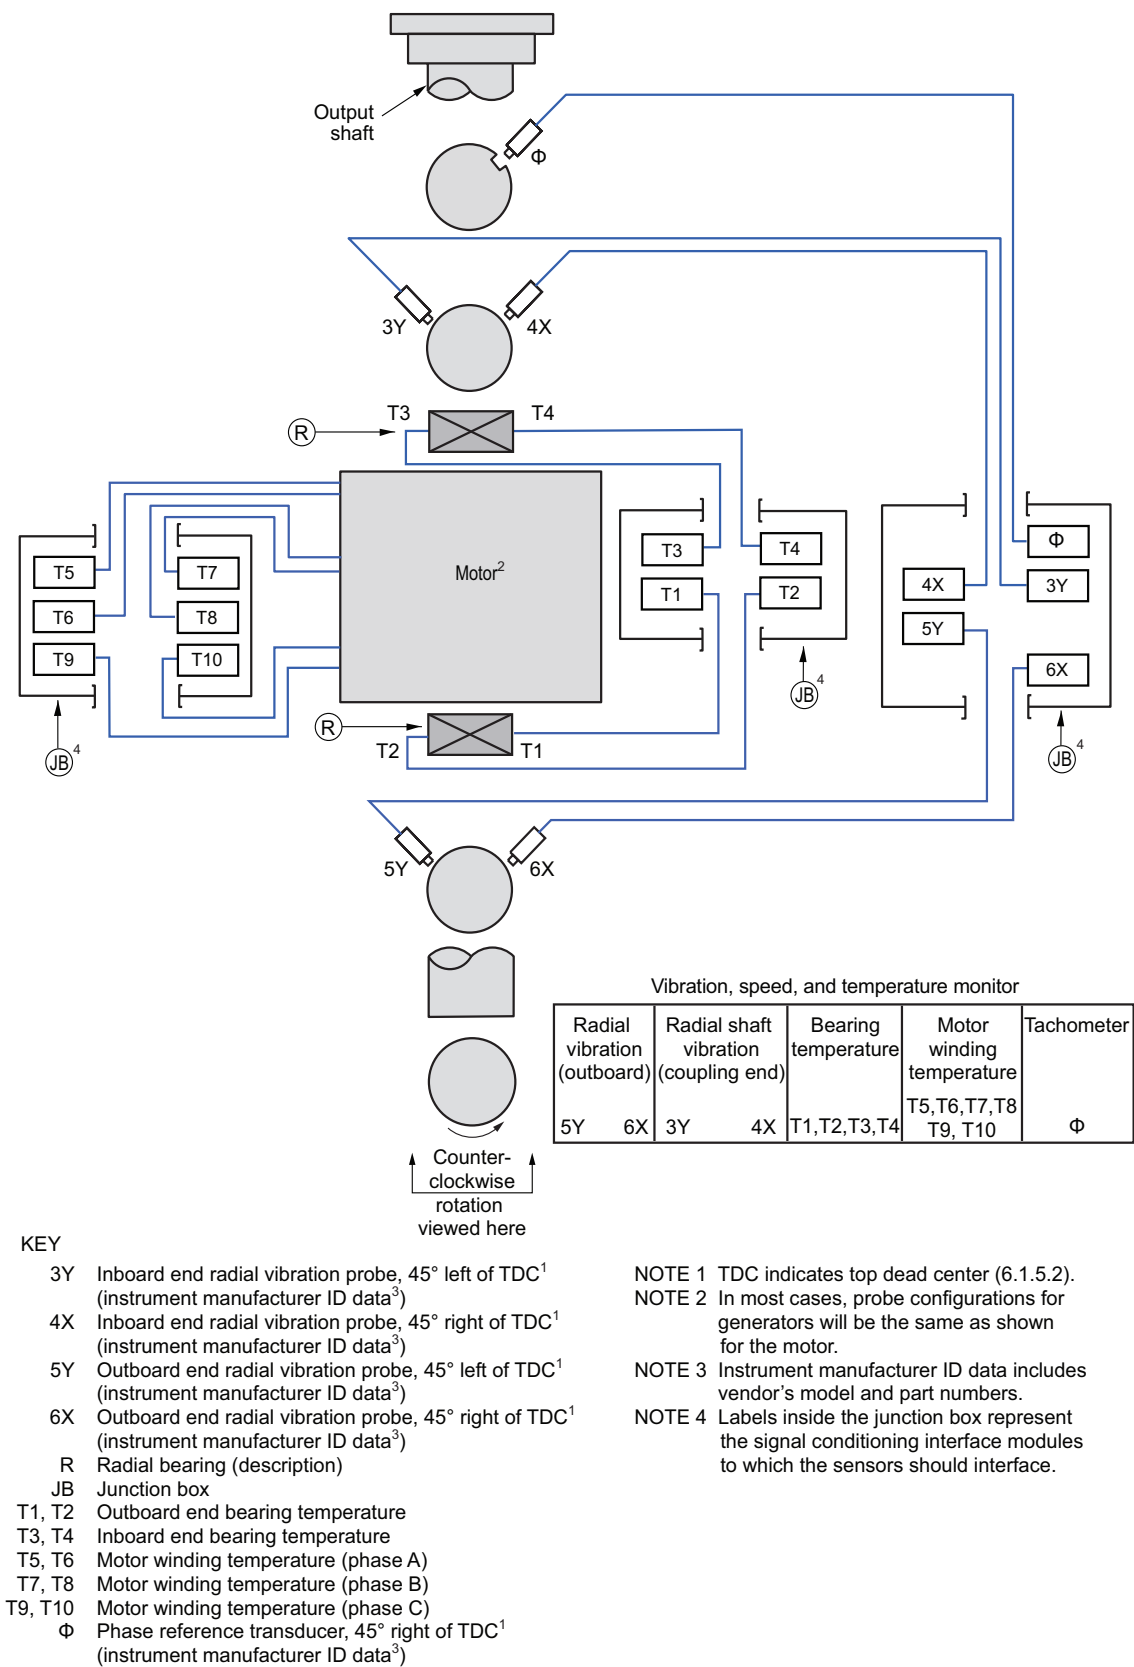 Output
shaft
Φ
3Y
4X
T3
T4
R
Motor²
T5
T6
T9
T7
T8
T10
JB⁴
T3
T1
T4
T2
JB⁴
4X
5Y
Φ
3Y
6X
JB⁴
R
T2
T1
5Y
6X
Counter-
clockwise
rotation
viewed here
Vibration, speed, and temperature monitor
Radial
vibration
(outboard)
5Y 6X
Radial shaft
vibration
(coupling end)
3Y 4X
Bearing
temperature
T1,T2,T3,T4
Motor
winding
temperature
T5,T6,T7,T8
T9, T10
Tachometer
Φ
KEY
3Y Inboard end radial vibration probe, 45° left of TDC¹
(instrument manufacturer ID data³)
4X Inboard end radial vibration probe, 45° right of TDC¹
(instrument manufacturer ID data³)
5Y Outboard end radial vibration probe, 45° left of TDC¹
(instrument manufacturer ID data³)
6X Outboard end radial vibration probe, 45° right of TDC¹
(instrument manufacturer ID data³)
R Radial bearing (description)
JB Junction box
T1, T2 Outboard end bearing temperature
T3, T4 Inboard end bearing temperature
T5, T6 Motor winding temperature (phase A)
T7, T8 Motor winding temperature (phase B)
T9, T10 Motor winding temperature (phase C)
Φ Phase reference transducer, 45° right of TDC¹
(instrument manufacturer ID data³)
NOTE 1 TDC indicates top dead center (6.1.5.2).
NOTE 2 In most cases, probe configurations for
generators will be the same as shown
for the motor.
NOTE 3 Instrument manufacturer ID data includes
vendor's model and part numbers.
NOTE 4 Labels inside the junction box represent
the signal conditioning interface modules
to which the sensors should interface.